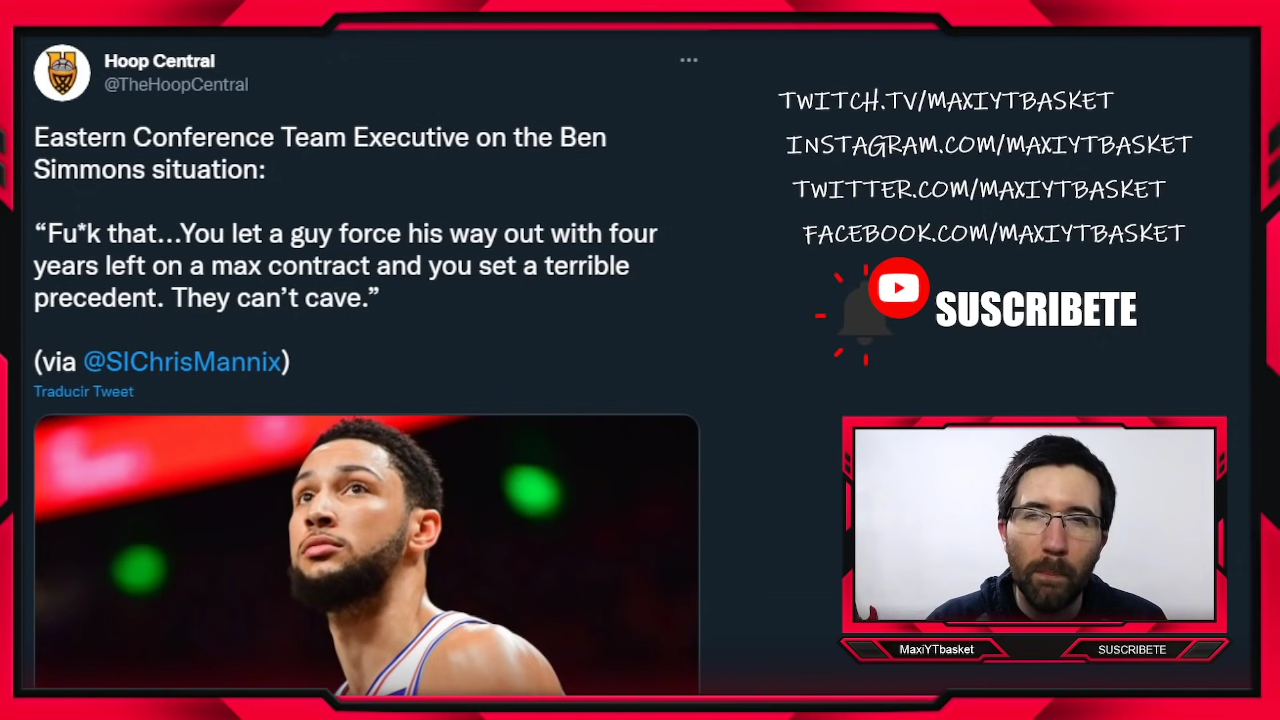 Hoop Central
@TheHoopCentral
Eastern Conference Team Executive on the Ben
Simmons situation:
“Fu*k that...You let a guy force his way out with four
years left on a max contract and you set a terrible
precedent. They can’t cave.”
(via @SIChrisMannix)
Traducir Tweet
TWITCH.TV/MAXIYTBASKET
INSTAGRAM.COM/MAXIYTBASKET
TWITTER.COM/MAXIYTBASKET
FACEBOOK.COM/MAXIYTBASKET
SUSCRIBETE
MaxiYTbasket
SUSCRIBETE